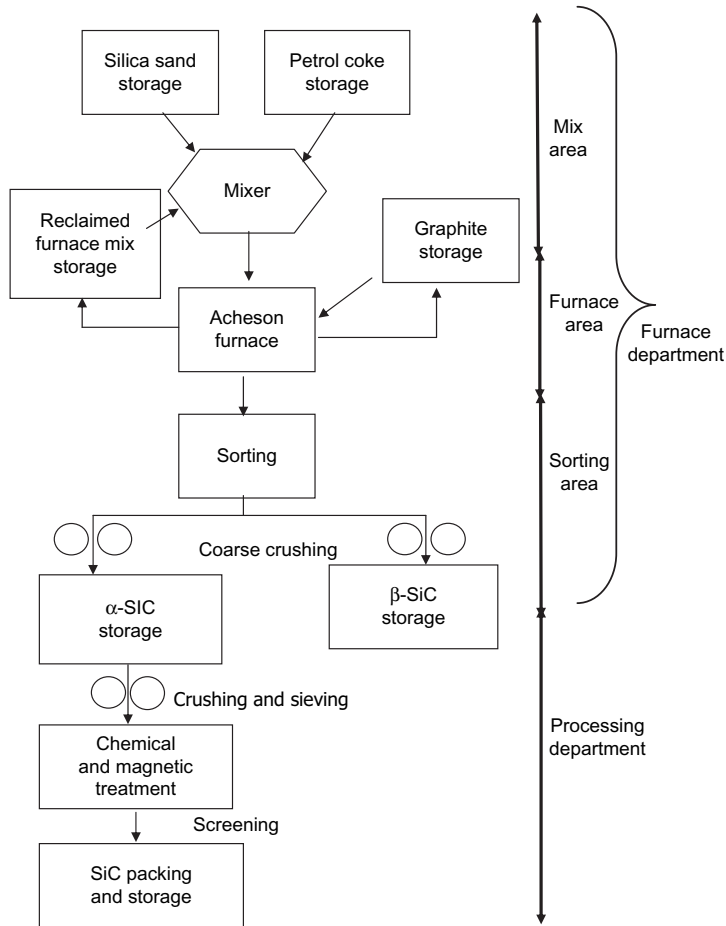 Silica sand
storage
Petrol coke
storage
Mix
area
Mixer
Reclaimed
furnace mix
storage
Graphite
storage
Acheson
furnace
Furnace
area
Furnace
department
Sorting
Sorting
area
Coarse crushing
α-SIC
storage
β-SiC
storage
Crushing and sieving
Chemical
and magnetic
treatment
Processing
department
Screening
SiC packing
and storage